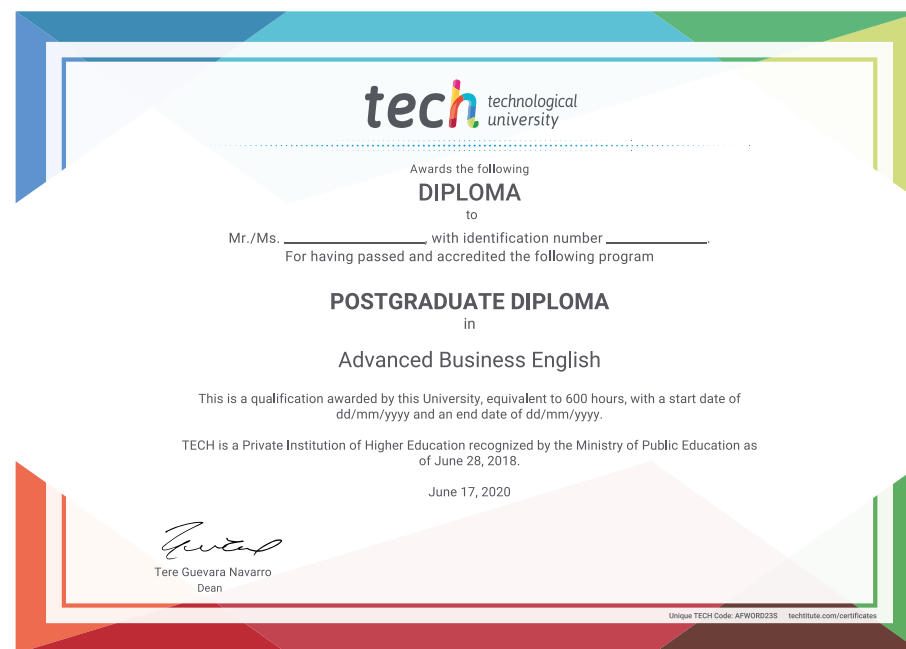 tech technological
university
Awards the following
DIPLOMA
to
Mr./Ms. _________________, with identification number ____________.
For having passed and accredited the following program
POSTGRADUATE DIPLOMA
in
Advanced Business English
This is a qualification awarded by this University, equivalent to 600 hours, with a start date of
dd/mm/yyyy and an end date of dd/mm/yyyy.
TECH is a Private Institution of Higher Education recognized by the Ministry of Public Education as
of June 28, 2018.
June 17, 2020
Tere Guevara Navarro
Dean
Unique TECH Code: AFWORD23S techtitute.com/certificates